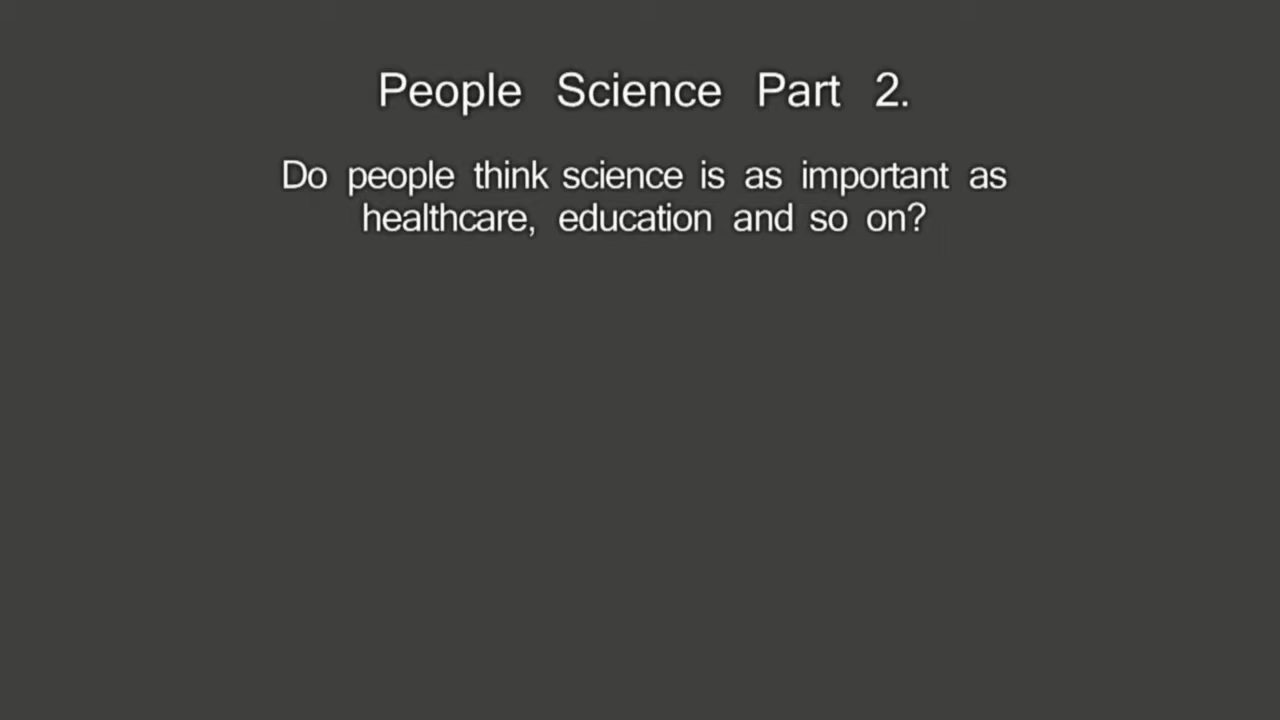 People Science Part 2.
Do people think science is as important as
healthcare, education and so on?